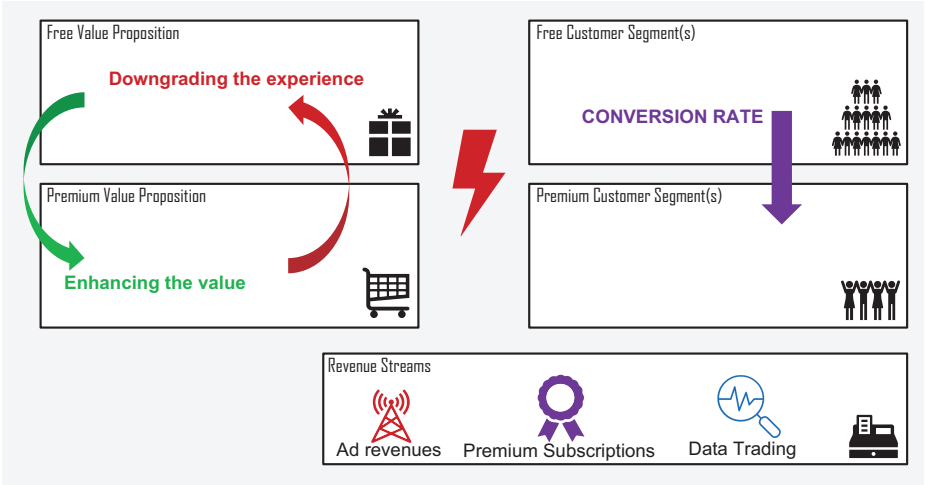 Free Value Proposition
Downgrading the experience
Free Customer Segment(s)
CONVERSION RATE
Premium Value Proposition
Enhancing the value
Premium Customer Segment(s)
Revenue Streams
Ad revenues
Premium Subscriptions
Data Trading